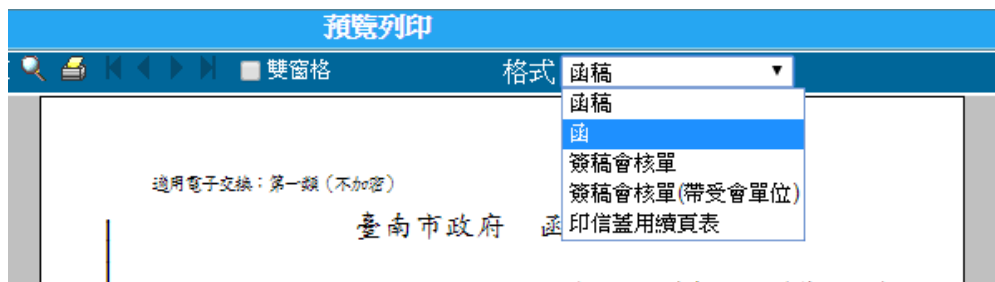 預覽列印
雙窗格
格式 函稿
函稿
函
簽稿會核單
簽稿會核單(帶受會單位)
印信蓋用續頁表
適用電子交換：第一類（不加密）
臺南市政府 函